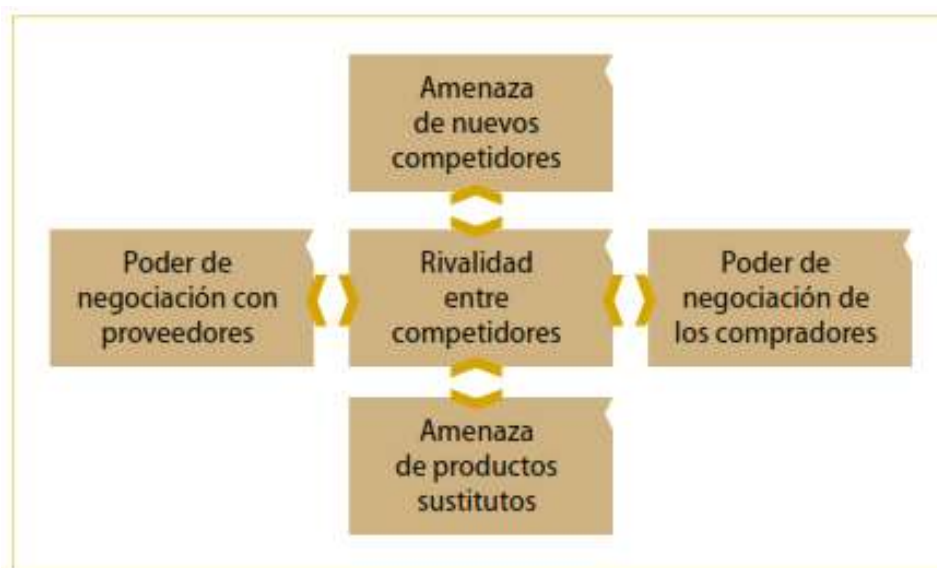 Amenaza
de nuevos
competidores
Poder de
negociación con
proveedores
Rivalidad
entre
competidores
Poder de
negociación de
los compradores
Amenaza
de productos
sustitutos